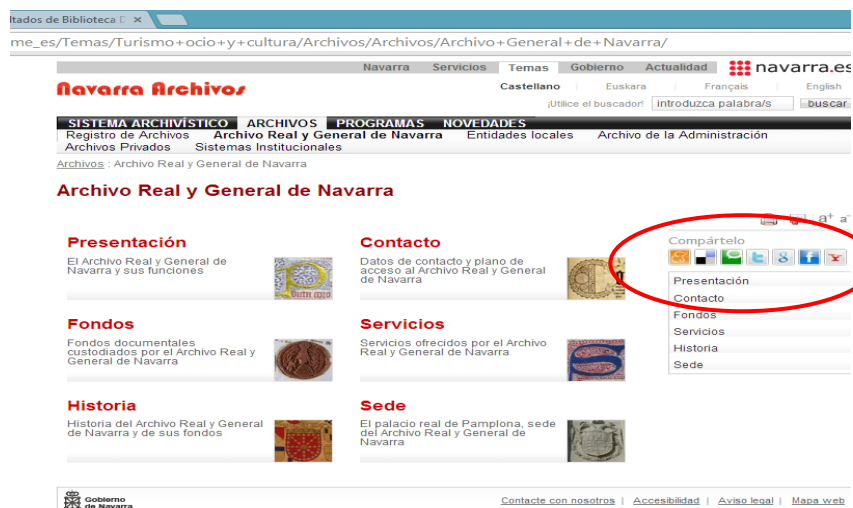 ltados de Biblioteca D ×
me_es/Temas/Turismo+ocio+y+cultura/Archivos/Archivos/Archivo+General+de+Navarra/
Navarra Servicios Temas Gobierno Actualidad navarra.es
Navarra Archivos
Castellano Euskara Français English
¡Utilice el buscador! introduzca palabra/s buscar
SISTEMA ARCHIVÍSTICO ARCHIVOS PROGRAMAS NOVEDADES
Registro de Archivos Archivo Real y General de Navarra Entidades locales Archivo de la Administración
Archivos Privados Sistemas Institucionales
Archivos : Archivo Real y General de Navarra
Archivo Real y General de Navarra
a+ a-
Presentación
El Archivo Real y General de
Navarra y sus funciones
Contacto
Datos de contacto y plano de
acceso al Archivo Real y General
de Navarra
Compártelo
Presentación
Contacto
Fondos
Servicios
Historia
Sede
Fondos
Fondos documentales
custodiados por el Archivo Real y
General de Navarra
Servicios
Servicios ofrecidos por el Archivo
Real y General de Navarra
Historia
Historia del Archivo Real y General
de Navarra y de sus fondos
Sede
El palacio real de Pamplona, sede
del Archivo Real y General de
Navarra
Gobierno
de Navarra
Contacte con nosotros | Accesibilidad | Aviso legal | Mapa web